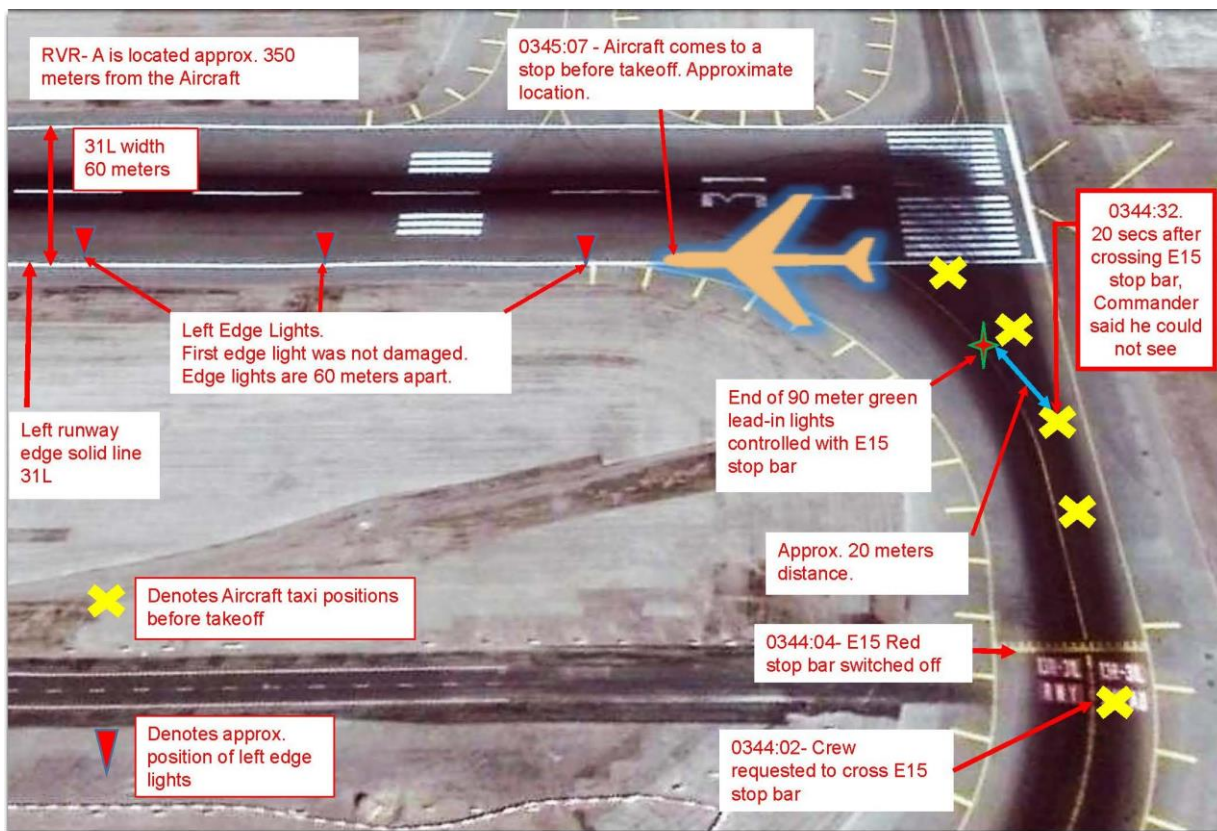 RVR- A is located approx. 350
meters from the Aircraft
0345:07 - Aircraft comes to a
stop before takeoff. Approximate
location.
31L width
60 meters
0344:32.
20 secs after
crossing E15
stop bar,
Commander
said he could
not see
Left Edge Lights.
First edge light was not damaged.
Edge lights are 60 meters apart.
Left runway
edge solid line
31L
End of 90 meter green
lead-in lights
controlled with E15
stop bar
Approx. 20 meters
distance.
Denotes Aircraft taxi positions
before takeoff
0344:04- E15 Red
stop bar switched off
Denotes approx.
position of left edge
lights
0344:02- Crew
requested to cross E15
stop bar